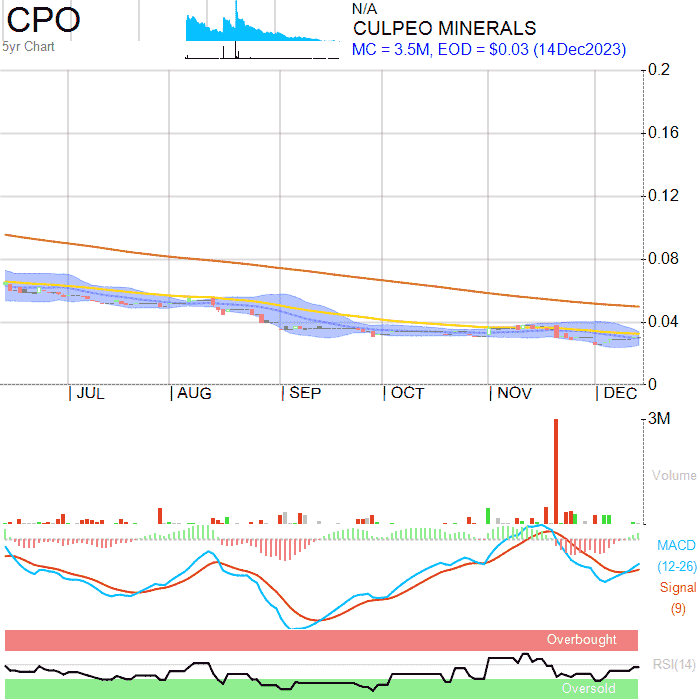 CPO
5yr Chart
N/A
CULPEO MINERALS
MC = 3.5M, EOD = $0.03 (14Dec2023)
0.2
0.16
0.12
0.08
0.04
0
JUL AUG SEP OCT NOV DEC
3M
Volume
MACD
(12-26)
Signal
(9)
Overbought
RSI(14)
Oversold